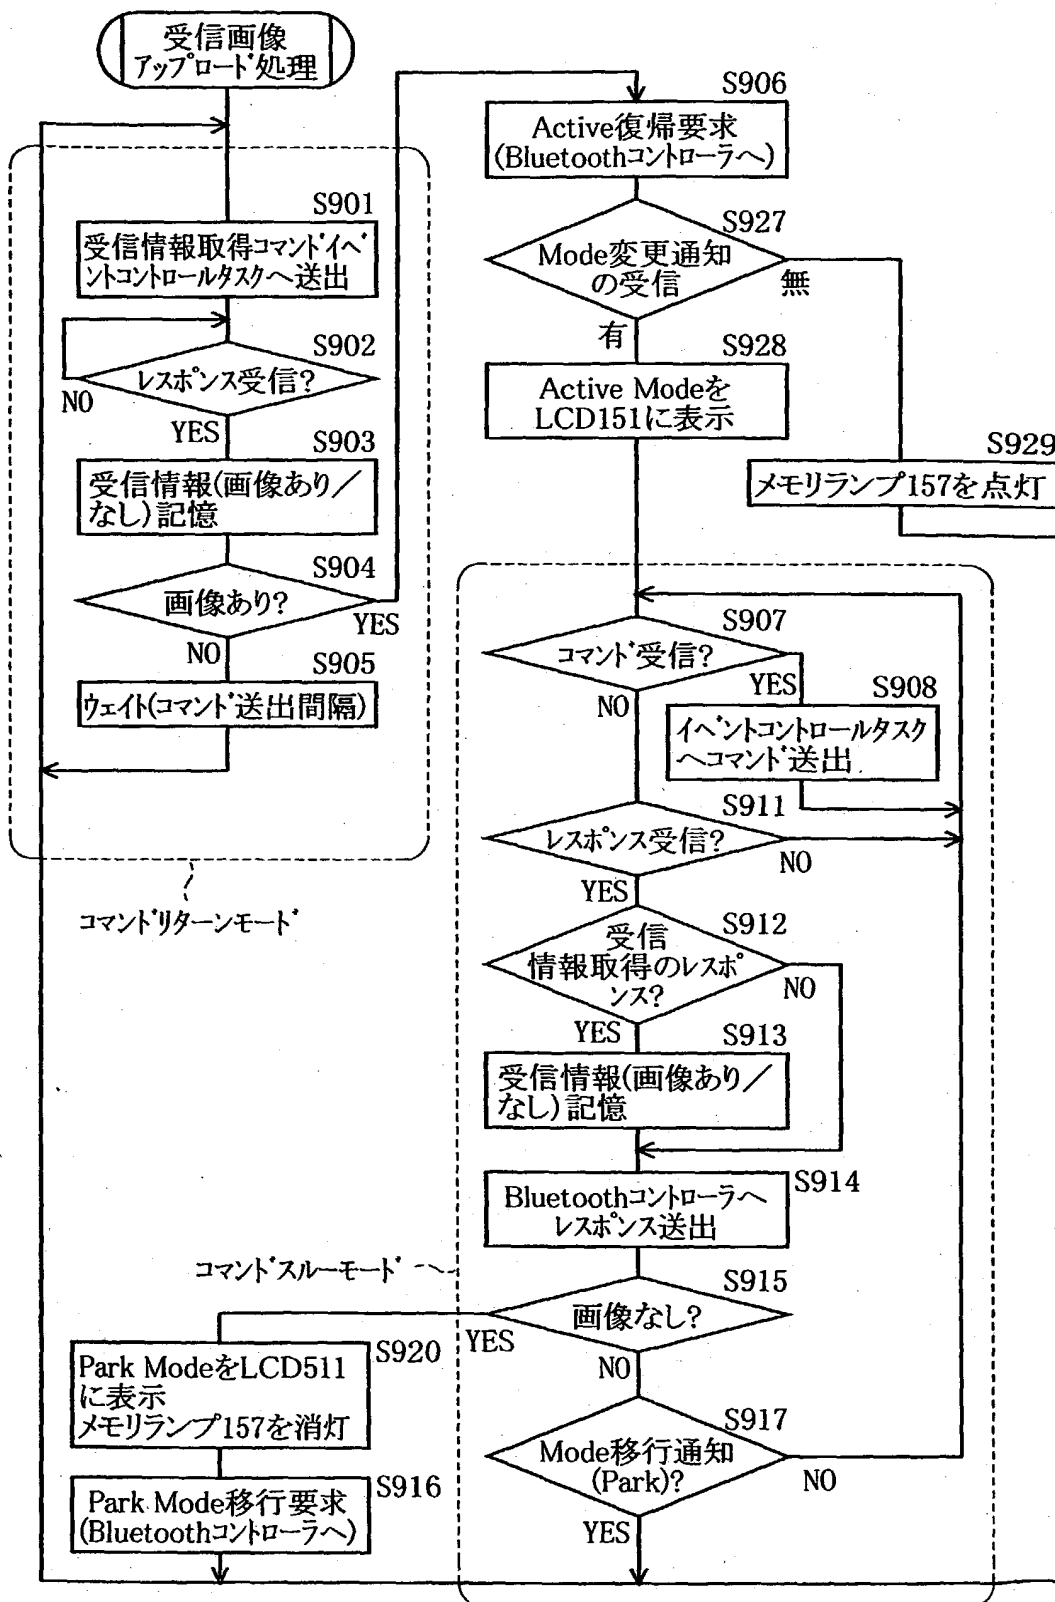 受信画像
アップロード処理
S901
受信情報取得コマンドイベ
ントコントロールタスクへ送出
S902
レスポンス受信?
NO
YES
S903
受信情報(画像あり／
なし)記憶
S904
画像あり?
YES
NO
S905
ウェイト(コマンド送出間隔)
コマンドリターンモード
S906
Active復帰要求
(Bluetoothコントローラへ)
S927
Mode変更通知
の受信
無
有
S928
Active Modeを
LCD151に表示
S929
メモリランプ157を点灯
S907
コマンド受信?
YES
NO
S908
イベントコントロールタスク
へコマンド送出
S911
レスポンス受信?
NO
YES
S912
受信
情報取得のレスポ
ンス?
NO
YES
S913
受信情報(画像あり／
なし)記憶
S914
Bluetoothコントローラへ
レスポンス送出
コマンドスルーモード
S915
画像なし?
YES
NO
S920
Park ModeをLCD511
に表示
メモリランプ157を消灯
S916
Park Mode移行要求
(Bluetoothコントローラへ)
S917
Mode移行通知
(Park)?
NO
YES